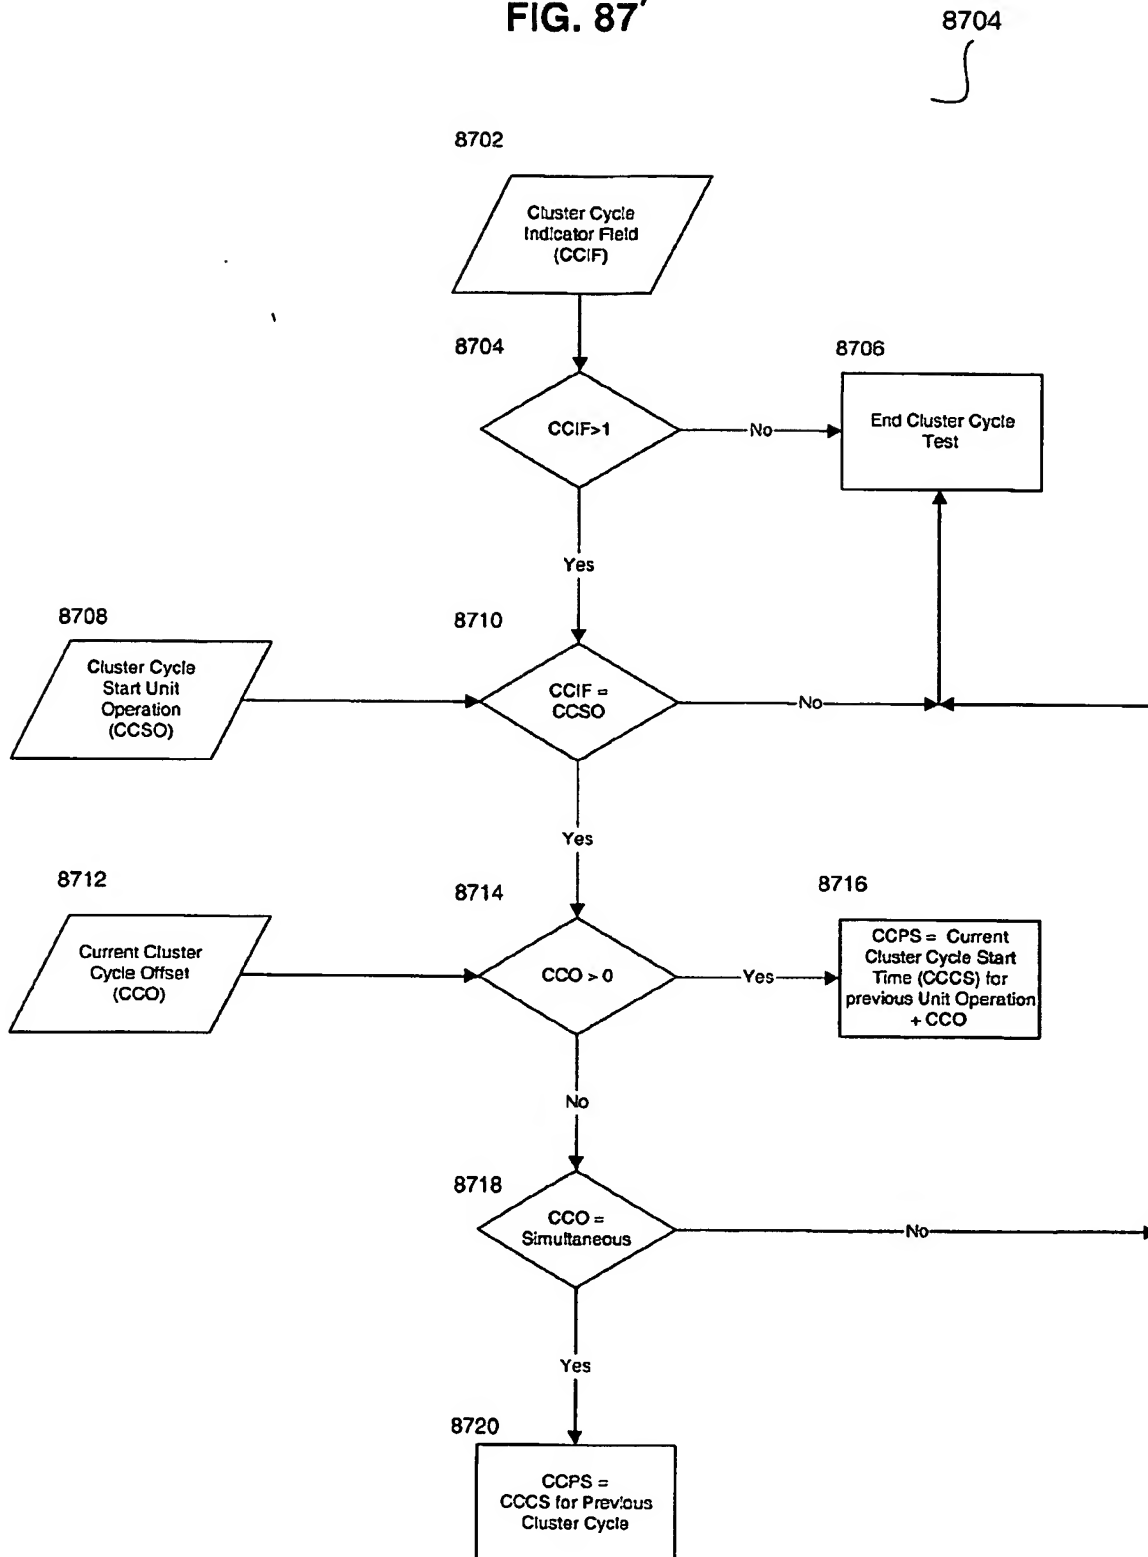 FIG. 87
8704
8702
Cluster Cycle
Indicator Field
(CCIF)
8704
CCIF>1
No
8706
End Cluster Cycle
Test
Yes
8708
Cluster Cycle
Start Unit
Operation
(CCSO)
8710
CCIF =
CCSO
No
Yes
8712
Current Cluster
Cycle Offset
(CCO)
8714
CCO > 0
Yes
8716
CCPS = Current
Cluster Cycle Start
Time (CCCS) for
previous Unit Operation
+ CCO
No
8718
CCO =
Simultaneous
No
Yes
8720
CCPS =
CCCS for Previous
Cluster Cycle